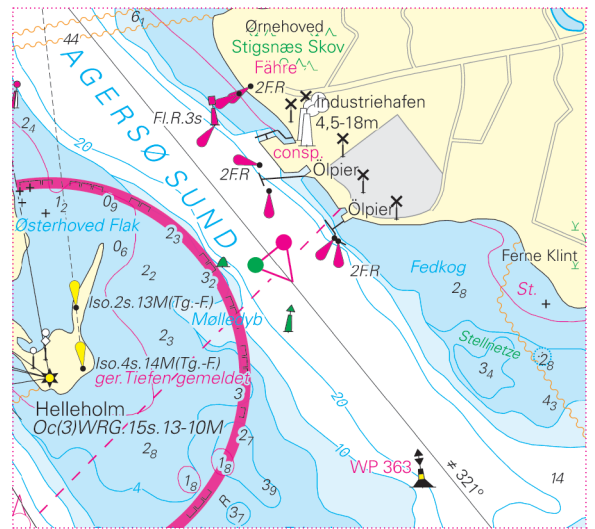 6₁
Ørnehoved
Stigsnæs Skov
Fähre
44
2F.R
Industriehafen
4,5-18m
Fl.R.3s
consp.
2₄
20
AGERSØ SUND
2F.R
Ölpier
Ölpier
1₂
0₉
Østerhoved Flak
2₃
0₆
2F.R
Ferne Klint
Fedkog
2₈
St.
2₂
3₂
Iso.2s.13M(Tg.-F.)
Mølledyb
2₃
Stellnetze
2₈
3₄
Iso.4s.14M(Tg.-F.)
ger.Tiefen gemeldet
3
20
4₃
Helleholm
Oc(3)WRG.15s.13-10M
2₇
2₈
10
1₈
WP 363
≠ 321°
14
4
1₈
3₉
R
3₇